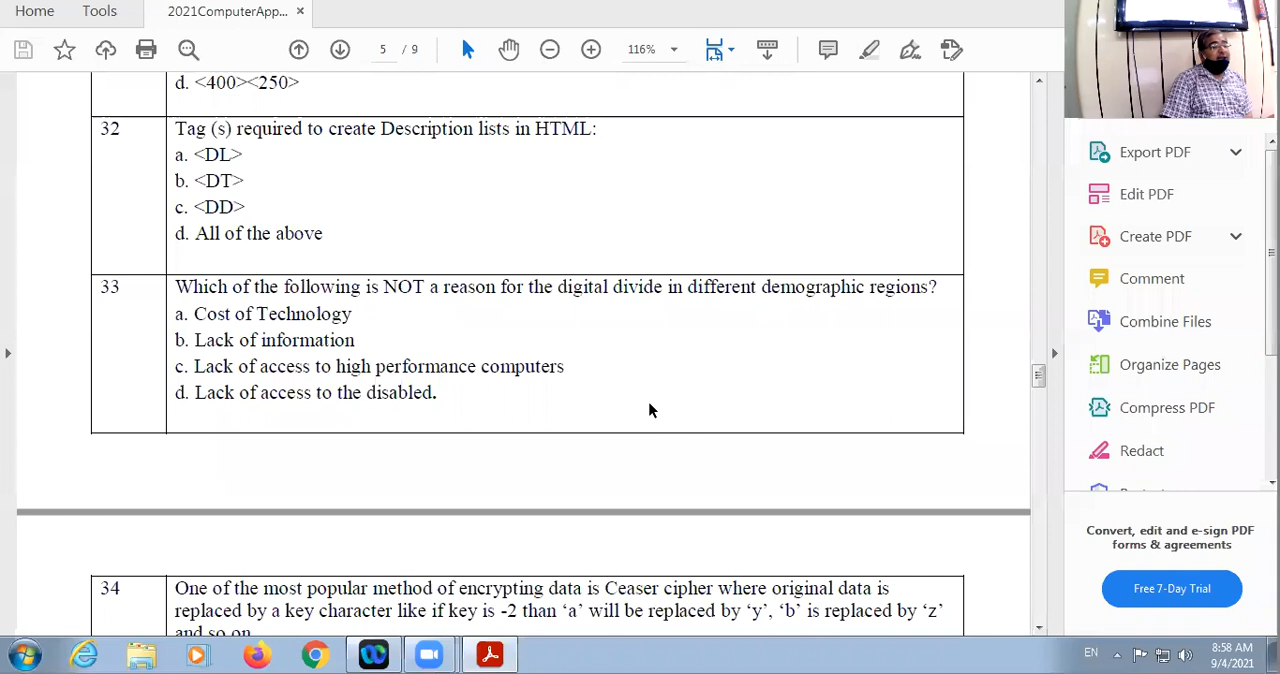 Home Tools 2021ComputerApp... ×
5 / 9 116%
d. <400><250>
32 Tag (s) required to create Description lists in HTML:
a. <DL>
b. <DT>
c. <DD>
d. All of the above
33 Which of the following is NOT a reason for the digital divide in different demographic regions?
a. Cost of Technology
b. Lack of information
c. Lack of access to high performance computers
d. Lack of access to the disabled.
34 One of the most popular method of encrypting data is Ceaser cipher where original data is
replaced by a key character like if key is -2 than ‘a’ will be replaced by ‘y’, ‘b’ is replaced by ‘z’
and so on
Export PDF
Edit PDF
Create PDF
Comment
Combine Files
Organize Pages
Compress PDF
Redact
Convert, edit and e-sign PDF
forms & agreements
Free 7-Day Trial
EN 8:58 AM
9/4/2021